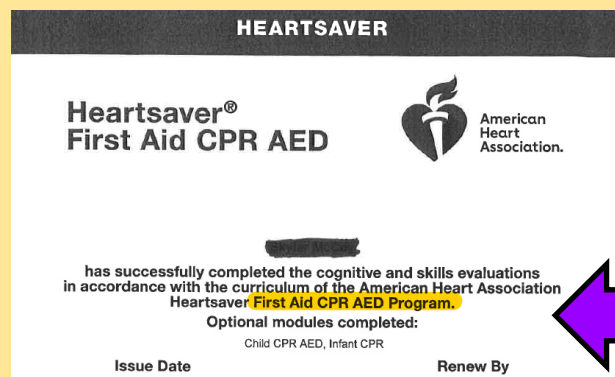 HEARTSAVER
Heartsaver®
First Aid CPR AED
American
Heart
Association.
has successfully completed the cognitive and skills evaluations
in accordance with the curriculum of the American Heart Association
Heartsaver First Aid CPR AED Program.
Optional modules completed:
Child CPR AED, Infant CPR
Issue Date
Renew By